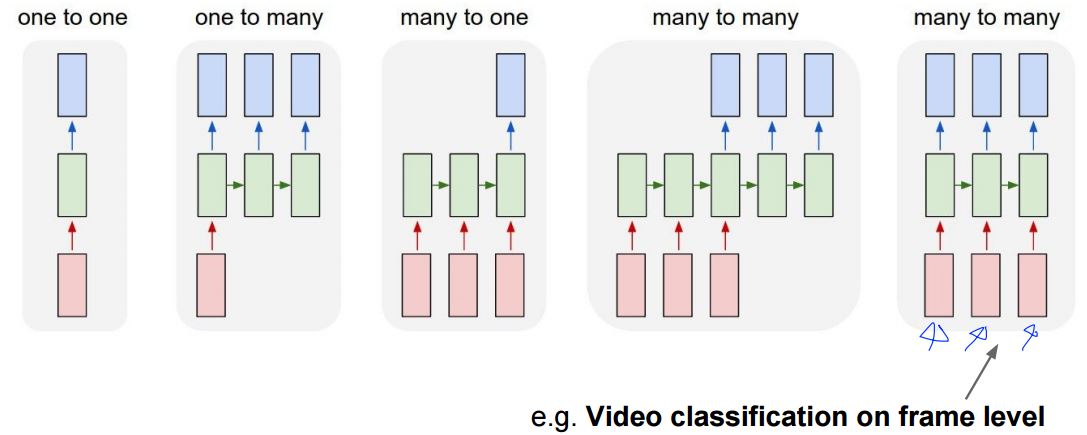 one to one one to many many to one many to many many to many
e.g. Video classification on frame level